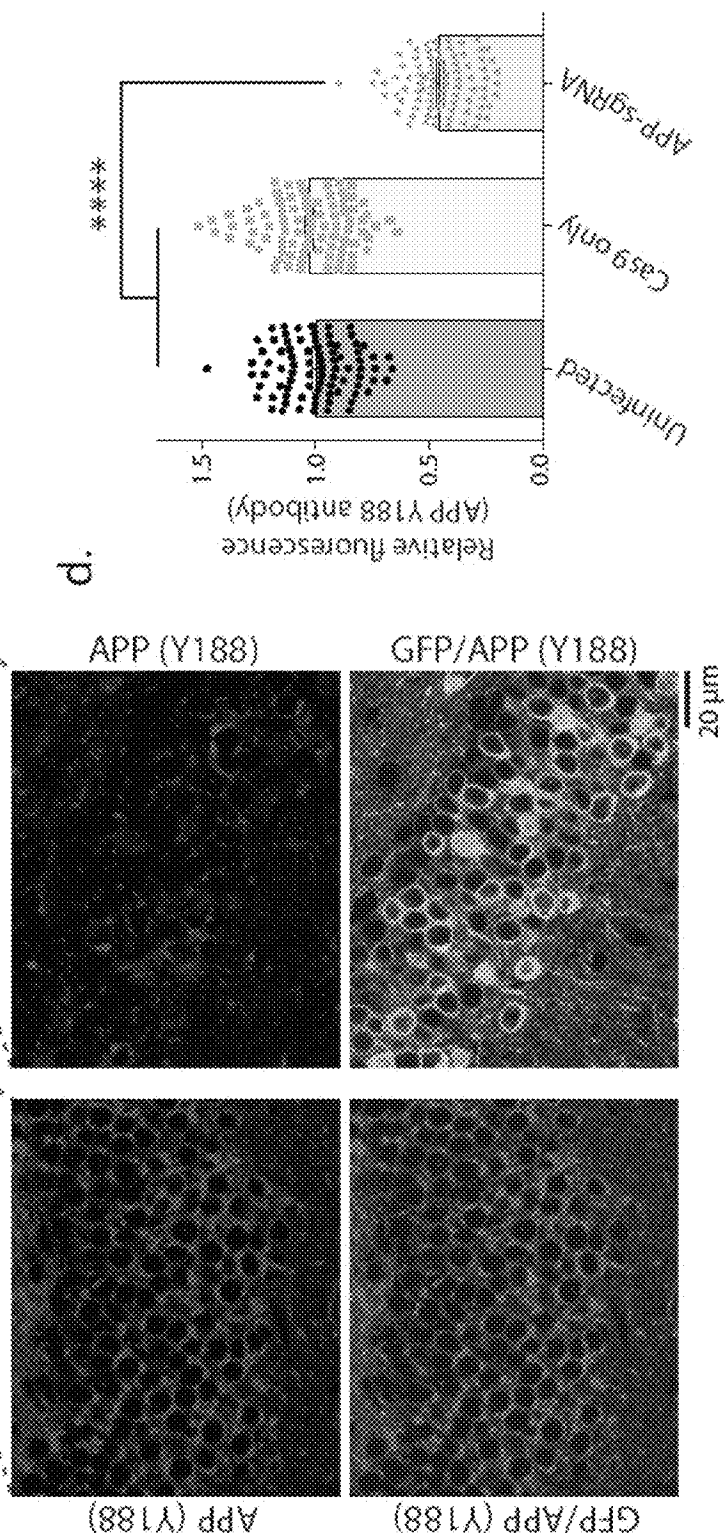 APP (Y188)
GFP/APP (Y188)
APP (Y188)
GFP/APP (Y188)
20 µm
d.
Relative fluorescence
(APP Y188 antibody)
1.5
1.0
0.5
0.0
****
Uninfected
Cas9 only
APP-sgRNA